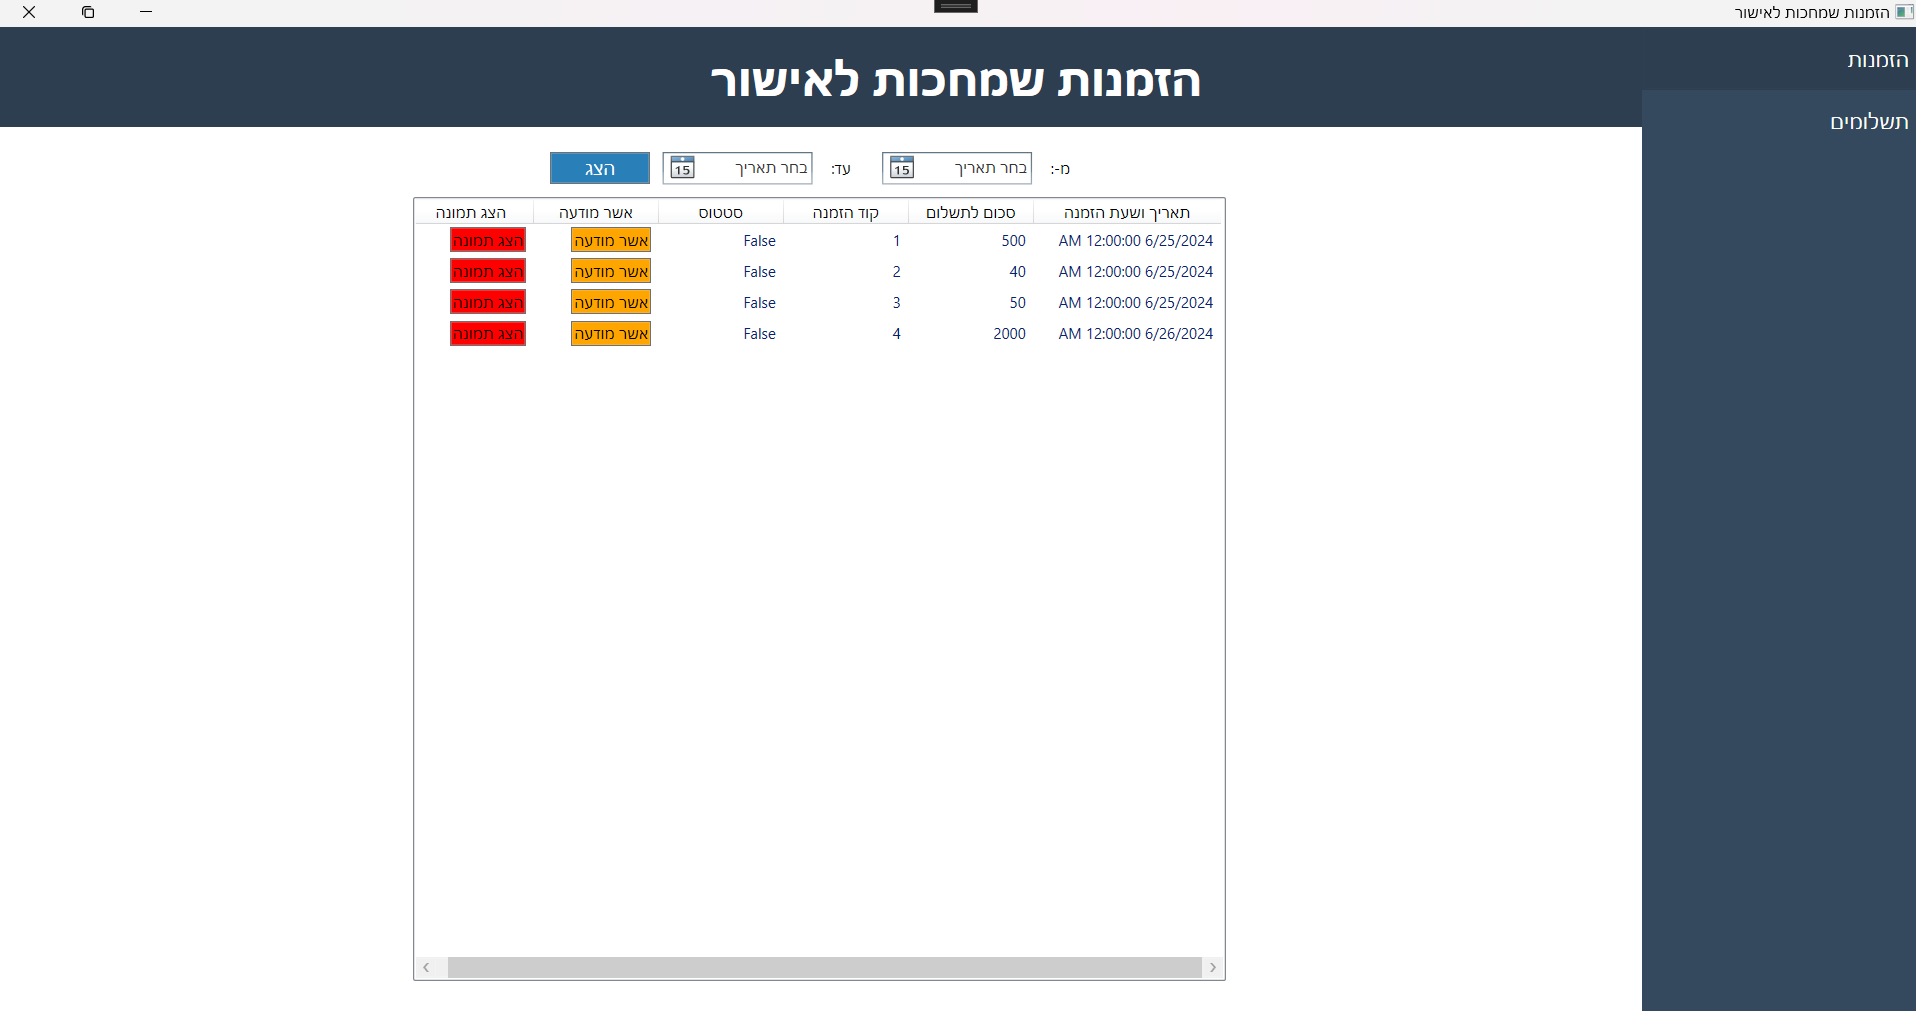 הזמנות שמחכות לאישור
הזמנות
תשלומים
הזמנות שמחכות לאישור
מ-: בחר תאריך 15 עד: בחר תאריך 15 הצג
תאריך ושעת הזמנה סכום לתשלום קוד הזמנה סטטוס אשר מודעה הצג תמונה
6/25/2024 12:00:00 AM 500 1 False אשר מודעה הצג תמונה
6/25/2024 12:00:00 AM 40 2 False אשר מודעה הצג תמונה
6/25/2024 12:00:00 AM 50 3 False אשר מודעה הצג תמונה
6/26/2024 12:00:00 AM 2000 4 False אשר מודעה הצג תמונה